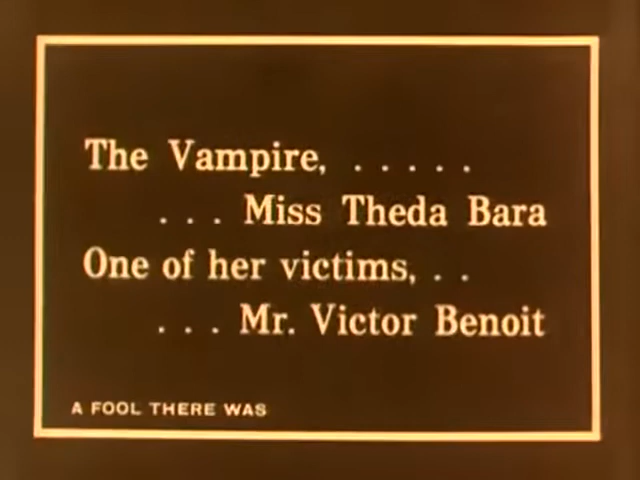 The Vampire, . . . . .
. . . Miss Theda Bara
One of her victims, . .
. . . Mr. Victor Benoit
A FOOL THERE WAS